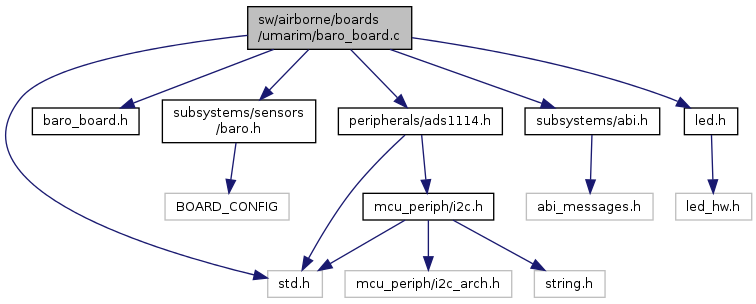 sw/airborne/boards
/umarim/baro_board.c
baro_board.h
subsystems/sensors
/baro.h
peripherals/ads1114.h
subsystems/abi.h
led.h
BOARD_CONFIG
mcu_periph/i2c.h
abi_messages.h
led_hw.h
std.h
mcu_periph/i2c_arch.h
string.h